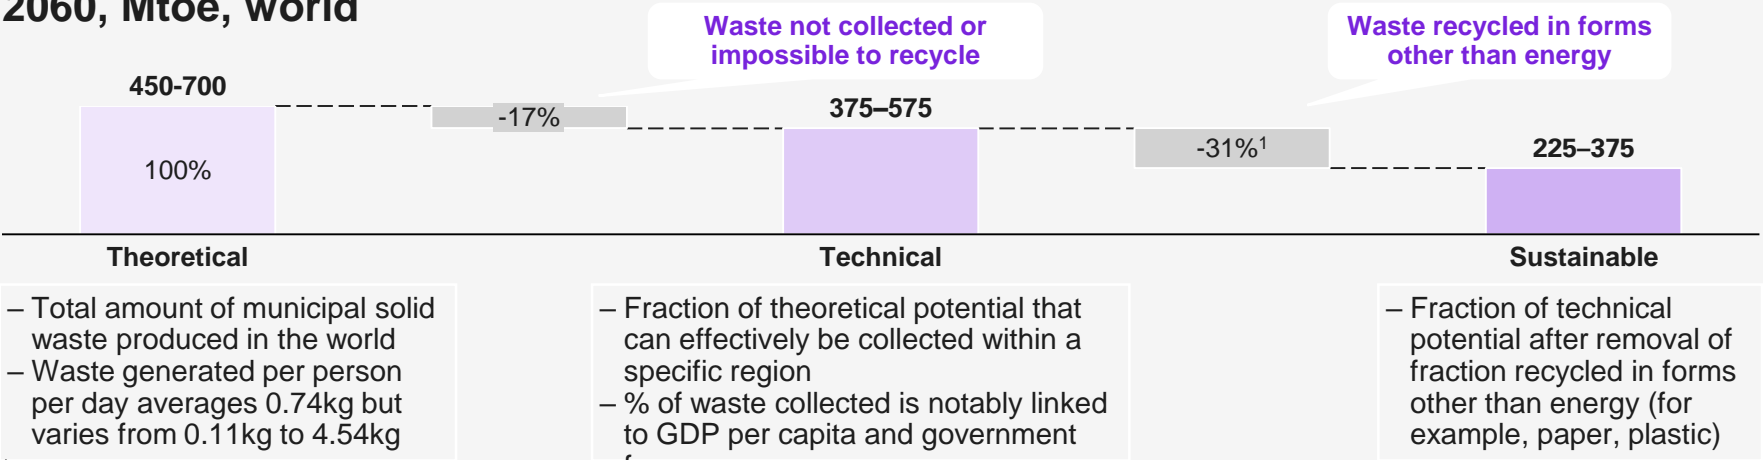 2060, Mtoe, world
Waste not collected or
impossible to recycle
Waste recycled in forms
other than energy
450-700
100%
-17%
375–575
-31%¹
225–375
Theoretical
Technical
Sustainable
– Total amount of municipal solid
waste produced in the world
– Waste generated per person
per day averages 0.74kg but
varies from 0.11kg to 4.54kg
– Fraction of theoretical potential that
can effectively be collected within a
specific region
– % of waste collected is notably linked
to GDP per capita and government
– Fraction of technical
potential after removal of
fraction recycled in forms
other than energy (for
example, paper, plastic)